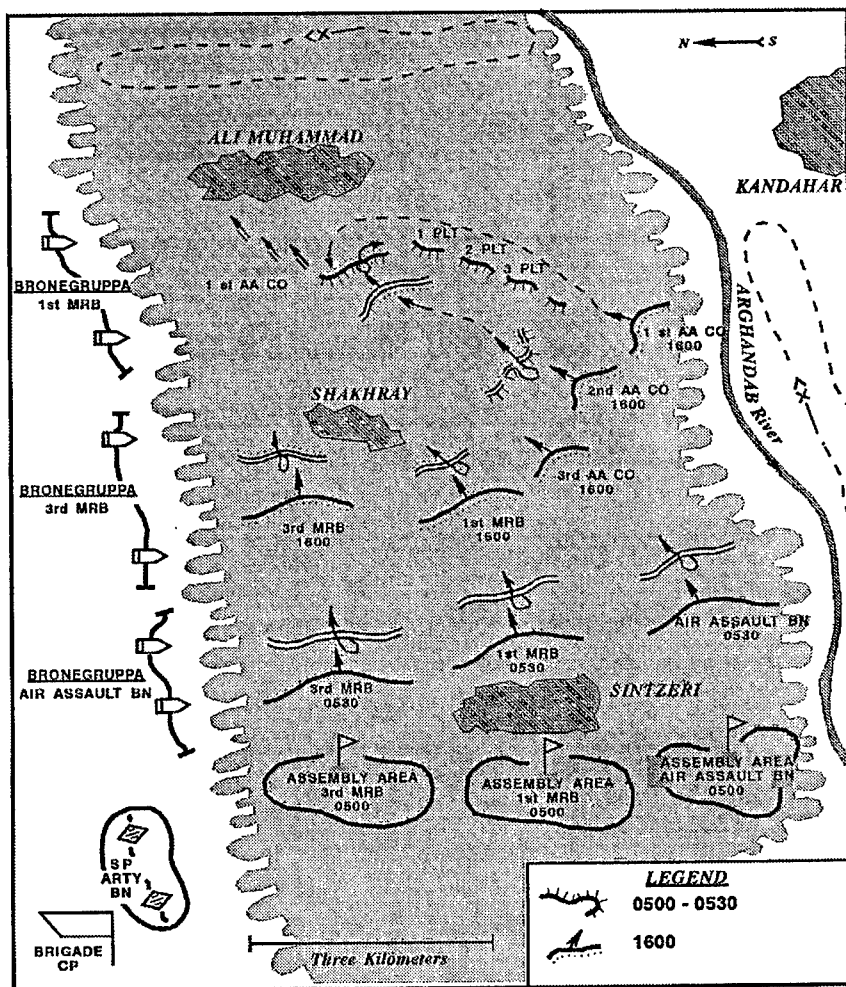 N
S
ALI MUHAMMAD
KANDAHAR
1 PLT
2 PLT
3 PLT
BRONEGRUPPA
1st MRB
1 st AA CO
1 st AA CO
1600
ARGHANDAB River
2nd AA CO
1600
SHAKHRAY
3rd AA CO
1600
BRONEGRUPPA
3rd MRB
3rd MRB
1600
1st MRB
1600
AIR ASSAULT BN
0530
1st MRB
0530
BRONEGRUPPA
AIR ASSAULT BN
3rd MRB
0530
SINTZERI
ASSEMBLY AREA
3rd MRB
0500
ASSEMBLY AREA
1st MRB
0500
ASSEMBLY AREA
AIR ASSAULT BN
0500
SP
ARTY
BN
BRIGADE
CP
Three Kilometers
LEGEND
0500 - 0530
1600